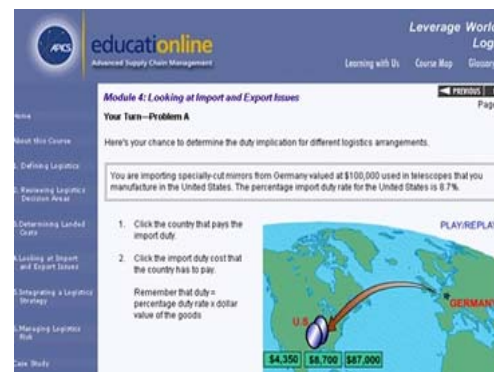 Leverage World
Log
APICS
educationline
Advanced Supply Chain Management
Learning with Us Course Map Glossary
PREVIOUS
Page
Module 4: Looking at Import and Export Issues
Your Turn—Problem A
Home
About this Course
Here's your chance to determine the duty implication for different logistics arrangements.
1. Defining Logistics
2. Reviewing Logistics
Decision Areas
3. Determining Landed
Costs
4. Looking at Import
and Export Issues
5. Integrating a Logistics
Strategy
6. Managing Logistics
Risk
Case Study
You are importing specially-cut mirrors from Germany valued at $100,000 used in telescopes that you
manufacture in the United States. The percentage import duty rate for the United States is 8.7%.
1. Click the country that pays the
import duty.
2. Click the import duty cost that
the country has to pay.
Remember that duty =
percentage duty rate x dollar
value of the goods
PLAY/REPLA
GERMANY
U.S.
$4,350 $8,700 $87,000